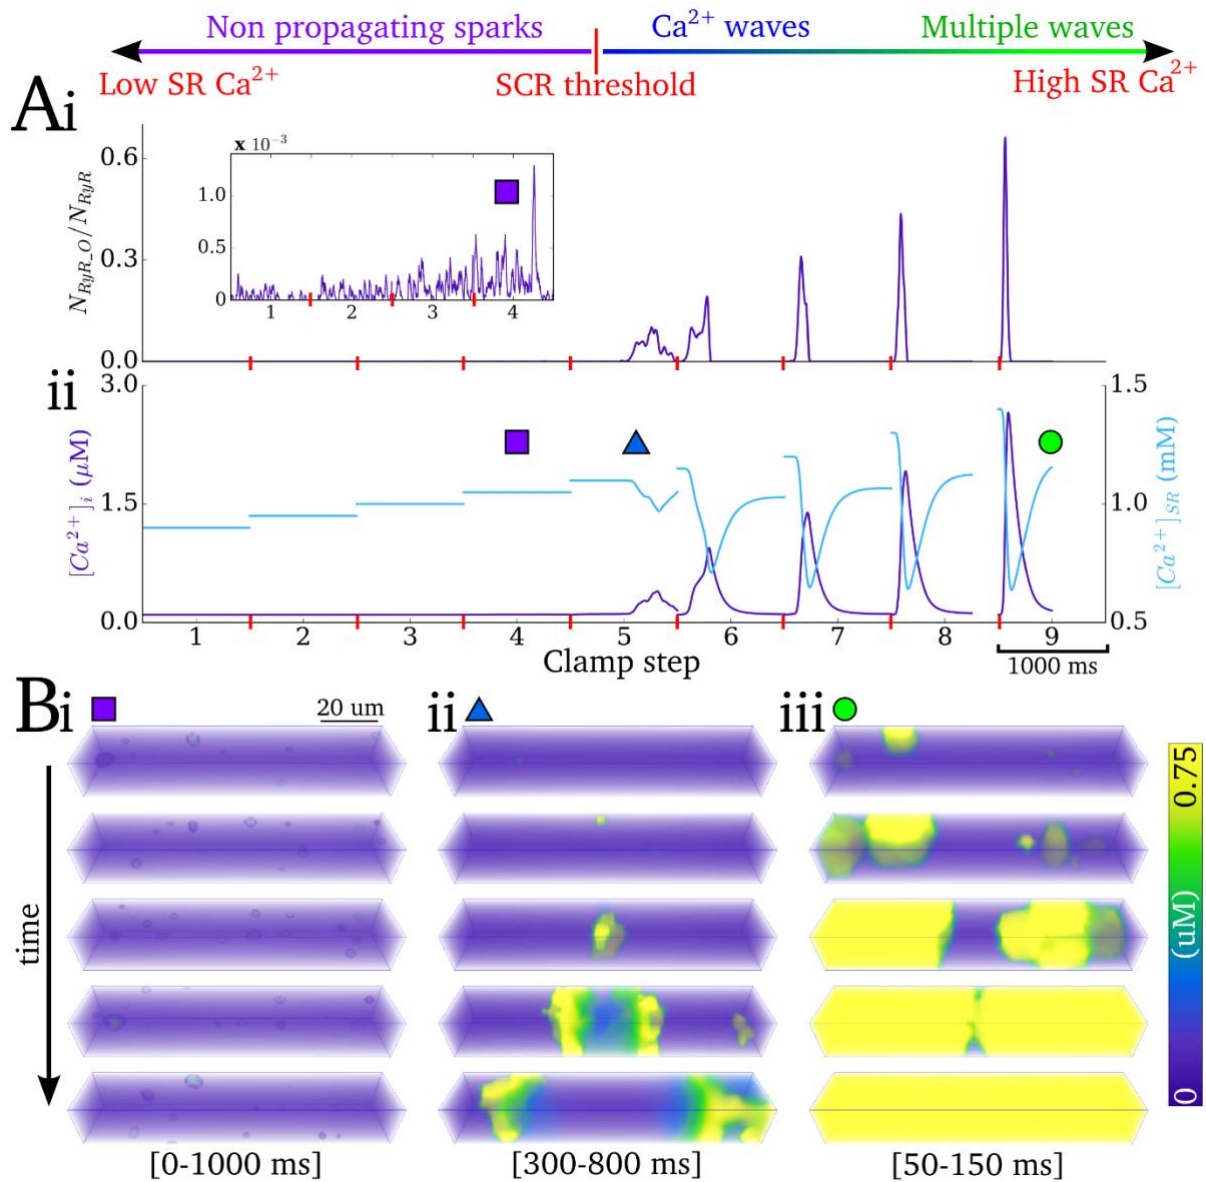 Non propagating sparks Ca²⁺ waves Multiple waves
Low SR Ca²⁺ SCR threshold High SR Ca²⁺
Ai
N_RyR_O/N_RyR
0.6
0.3
0.0
x 10⁻³
1.0
0.5
0
1 2 3 4
ii
[Ca²⁺]ᵢ (μM)
3.0
1.5
0.0
1.5
1.0
0.5
[Ca²⁺]_SR (mM)
1 2 3 4 5 6 7 8 9
Clamp step
1000 ms
Bi ii iii
20 um
time
0.75
(uM)
0
[0-1000 ms] [300-800 ms] [50-150 ms]